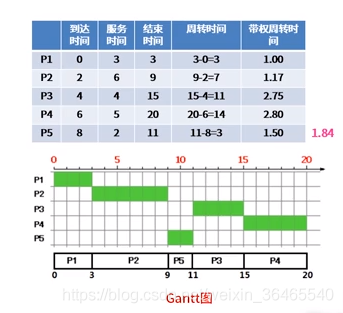 到达时间 服务时间 结束时间 周转时间 带权周转时间
P1 0 3 3 3-0=3 1.00
P2 2 6 9 9-2=7 1.17
P3 4 4 15 15-4=11 2.75
P4 6 5 20 20-6=14 2.80
P5 8 2 11 11-8=3 1.50 1.84
0 5 10 15 20
P1
P2
P3
P4
P5
P1 P2 P5 P3 P4
0 3 9 11 15 20
Gantt图
https://blog.csdn.net/weixin_36465540